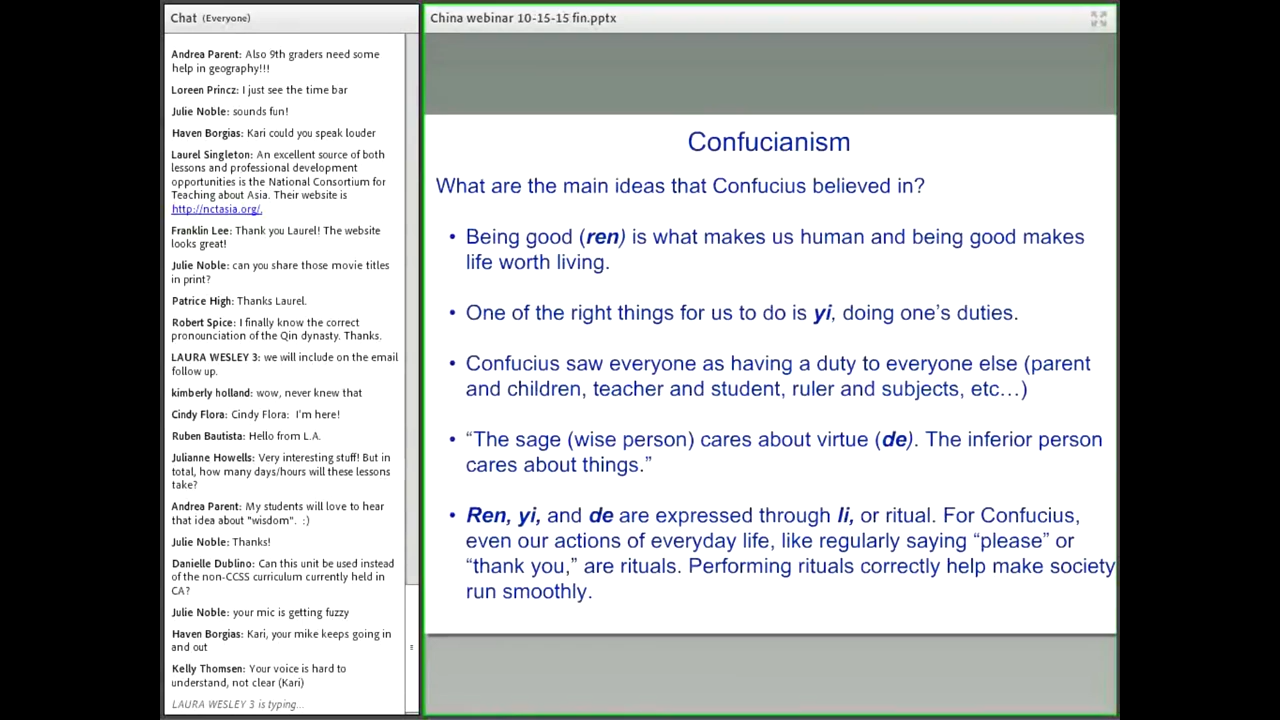 Chat (Everyone)
Andrea Parent: Also 9th graders need some
help in geography!!!
Loreen Princz: I just see the time bar
Julie Noble: sounds fun!
Haven Borgias: Kari could you speak louder
Laurel Singleton: An excellent source of both
lessons and professional development
opportunities is the National Consortium for
Teaching about Asia. Their website is
http://nctasia.org/.
Franklin Lee: Thank you Laurel! The website
looks great!
Julie Noble: can you share those movie titles
in print?
Patrice High: Thanks Laurel.
Robert Spice: I finally know the correct
pronounciation of the Qin dynasty. Thanks.
LAURA WESLEY 3: we will include on the email
follow up.
kimberly holland: wow, never knew that
Cindy Flora: Cindy Flora: I'm here!
Ruben Bautista: Hello from L.A.
Julianne Howells: Very interesting stuff! But in
total, how many days/hours will these lessons
take?
Andrea Parent: My students will love to hear
that idea about "wisdom". :)
Julie Noble: Thanks!
Danielle Dublino: Can this unit be used instead
of the non-CCSS curriculum currently held in
CA?
Julie Noble: your mic is getting fuzzy
Haven Borgias: Kari, your mike keeps going in
and out
Kelly Thomsen: Your voice is hard to
understand, not clear (Kari)
LAURA WESLEY 3 is typing...
China webinar 10-15-15 fin.pptx
Confucianism
What are the main ideas that Confucius believed in?
• Being good (ren) is what makes us human and being good makes
life worth living.
• One of the right things for us to do is yi, doing one's duties.
• Confucius saw everyone as having a duty to everyone else (parent
and children, teacher and student, ruler and subjects, etc…)
• “The sage (wise person) cares about virtue (de). The inferior person
cares about things.”
• Ren, yi, and de are expressed through li, or ritual. For Confucius,
even our actions of everyday life, like regularly saying “please” or
“thank you,” are rituals. Performing rituals correctly help make society
run smoothly.